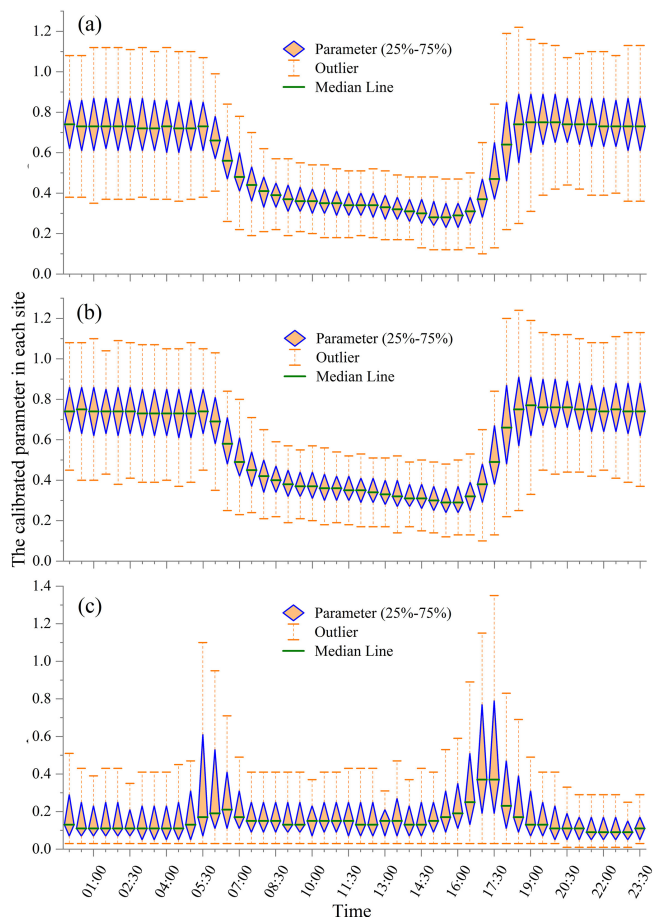 (a)
1.2
1.0
0.8
0.6
0.4
0.2
0.0
Parameter (25%-75%)
Outlier
Median Line
(b)
1.2
1.0
0.8
0.6
0.4
0.2
0.0
Parameter (25%-75%)
Outlier
Median Line
The calibrated parameter in each site
(c)
1.4
1.2
1.0
0.8
0.6
0.4
0.2
0.0
Parameter (25%-75%)
Outlier
Median Line
01:00
02:30
04:00
05:30
07:00
08:30
10:00
11:30
13:00
14:30
16:00
17:30
19:00
20:30
22:00
23:30
Time